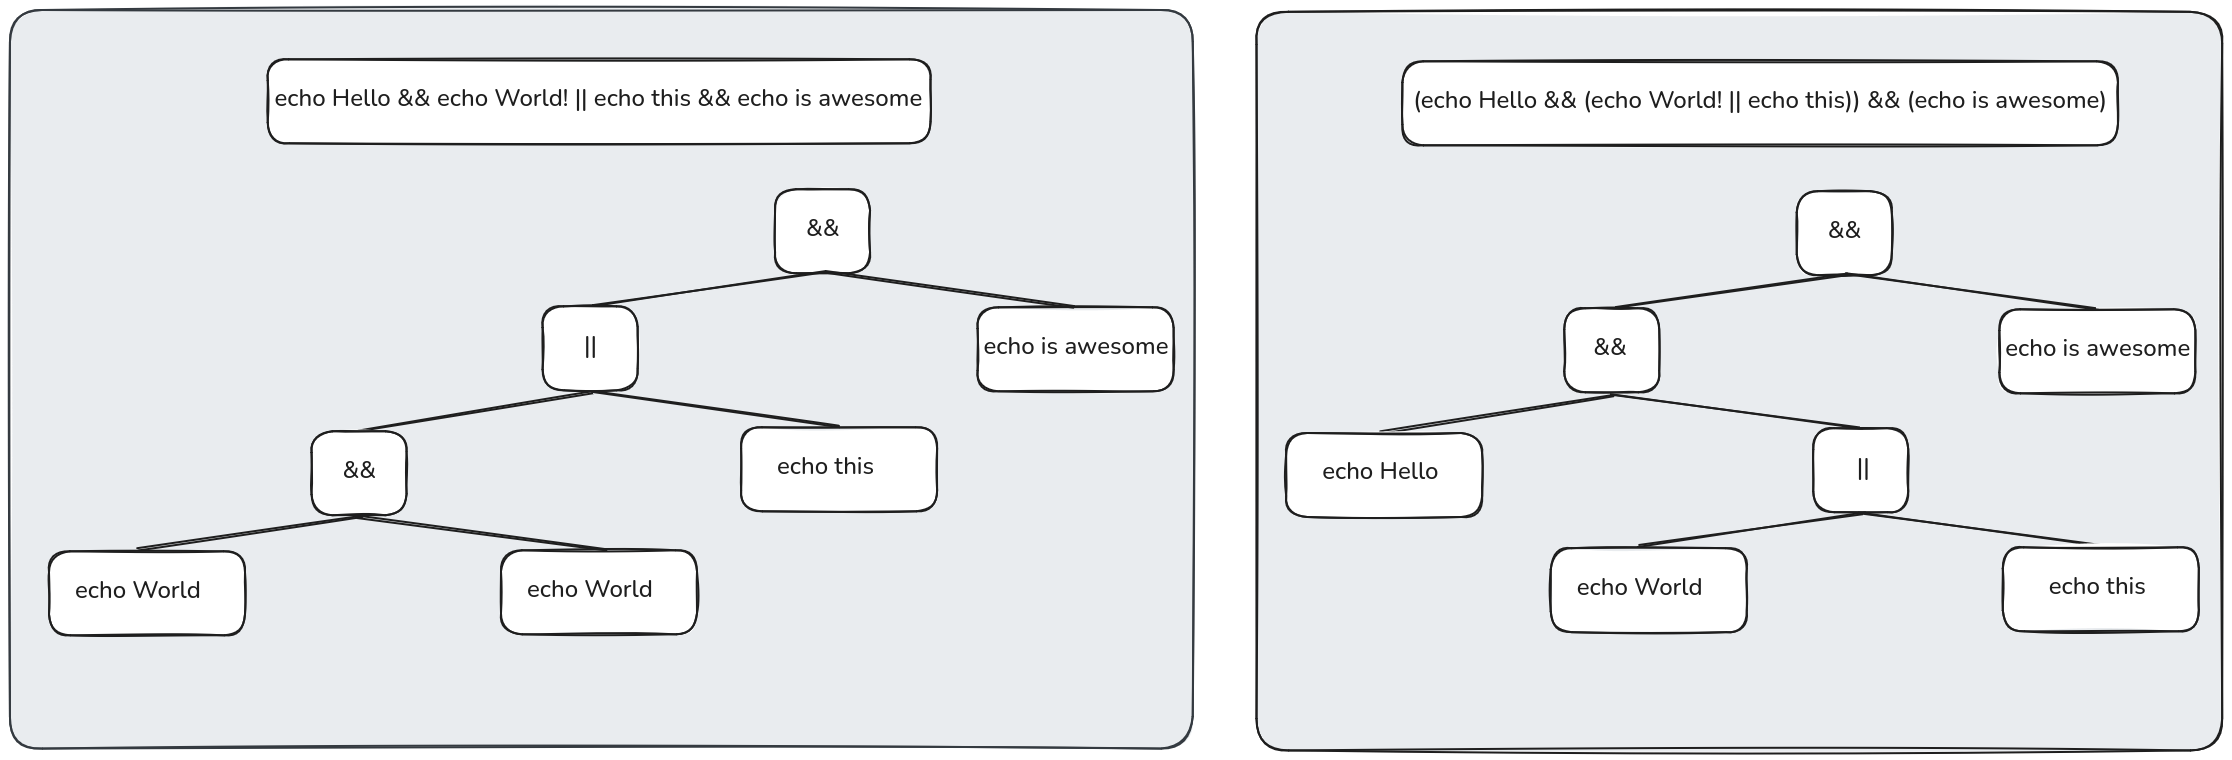 echo Hello && echo World! || echo this && echo is awesome
&&
||
echo is awesome
&&
echo this
echo World
echo World
(echo Hello && (echo World! || echo this)) && (echo is awesome)
&&
&&
echo is awesome
echo Hello
||
echo World
echo this